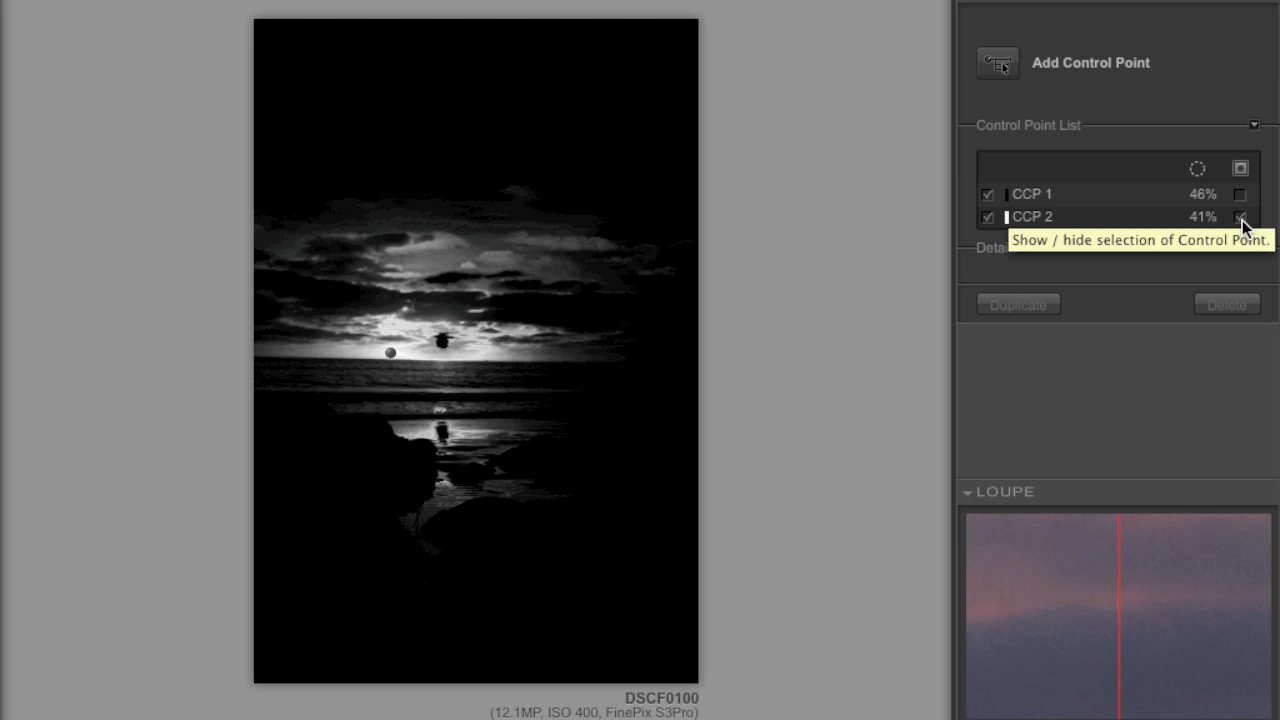 Add Control Point
Control Point List
CCP 1 46%
CCP 2 41%
Show / hide selection of Control Point.
Duplicate Delete
LOUPE
DSCF0100
(12.1MP, ISO 400, FinePix S3Pro)